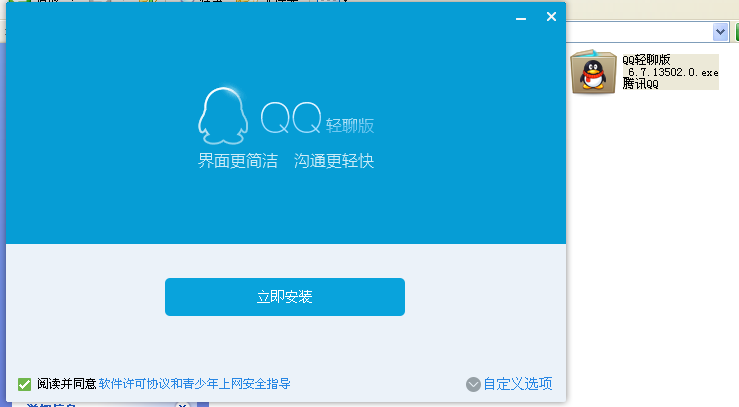 QQ轻聊版
界面更简洁 沟通更轻快
立即安装
阅读并同意 软件许可协议和青少年上网安全指导
自定义选项
QQ轻聊版
6.7.13502.0.exe
腾讯QQ